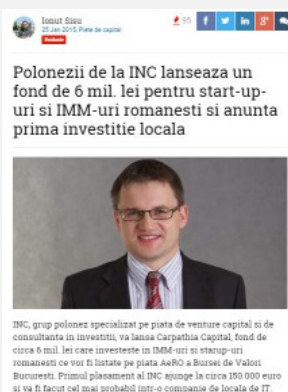 Ionut Sisu
25 Jan 2015, Piete de capital
95
Polonezii de la INC lanseaza un
fond de 6 mil. lei pentru start-up-
uri si IMM-uri romanesti si anunta
prima investitie locala
INC, grup polonez specializat pe piata de venture capital si de
consultanta in investitii, va lansa Carpathia Capital, fond de
circa 6 mil. lei care investeste in IMM-uri si starup-uri
romanesti ce vor fi listate pe piata AeRO a Bursei de Valori
Bucuresti. Primul plasament al INC ajunge la circa 150.000 euro
si va fi facut cel mai probabil intr-o companie de locala de IT.